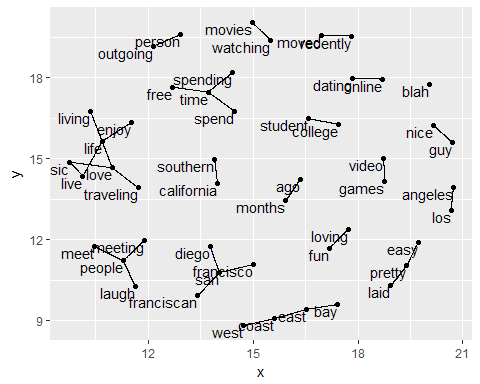 movies
person
moved
recently
outgoing
watching
spending
18
dating
online
blah
free
time
living
spend
enjoy
student
college
nice
life
guy
15
sic
love
southern
video
live
ago
traveling
california
games
angeles
months
los
y
12
meet
meeting
diego
loving
easy
people
fun
francisco
san
pretty
laugh
franciscan
laid
9
west
coast
east
bay
12
15
18
21
x